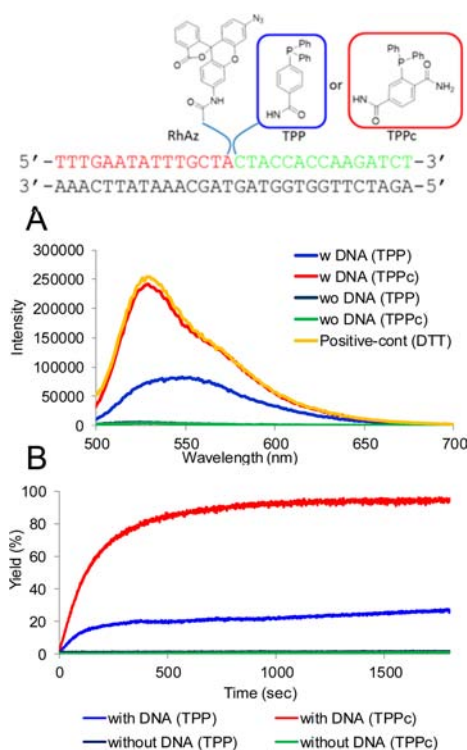 N₃
O
O
O
NH
O
RhAz
Ph
P-Ph
Ph
HN
O
TPP
or
Ph
P-Ph
O
NH₂
HN
O
TPPc
5'-TTTGAATATTTGCTACTACCACCAAGATCT-3'
3'-AAACTTATAAACGATGATGGTGGTTCTAGA-5'
A
300000
250000
200000
150000
100000
50000
0
Intensity
w DNA (TPP)
w DNA (TPPc)
wo DNA (TPP)
wo DNA (TPPc)
Positive-cont (DTT)
500
550
600
650
700
Wavelength (nm)
B
100
80
60
40
20
0
Yield (%)
0
500
1000
1500
Time (sec)
with DNA (TPP)
with DNA (TPPc)
without DNA (TPP)
without DNA (TPPc)